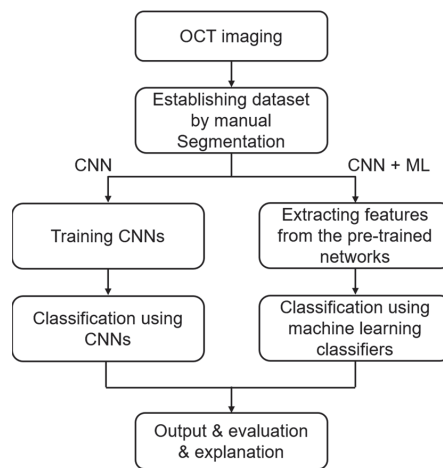 OCT imaging
Establishing dataset
by manual
Segmentation
CNN
CNN + ML
Training CNNs
Extracting features
from the pre-trained
networks
Classification using
CNNs
Classification using
machine learning
classifiers
Output & evaluation
& explanation